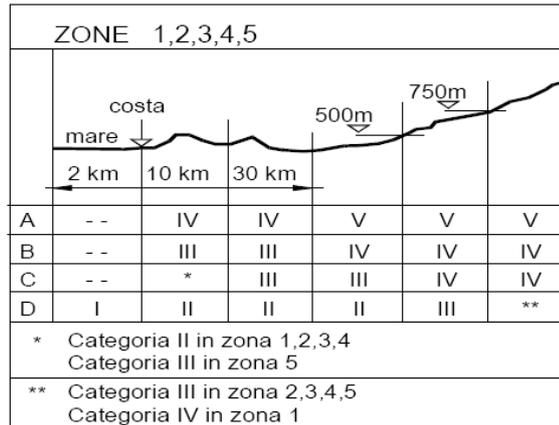 ZONE 1,2,3,4,5
750m
500m
costa
mare
2 km 10 km 30 km
A -- IV IV V V V
B -- III III IV IV IV
C -- * III III IV IV
D I II II II III **
* Categoria II in zona 1,2,3,4
Categoria III in zona 5
** Categoria III in zona 2,3,4,5
Categoria IV in zona 1